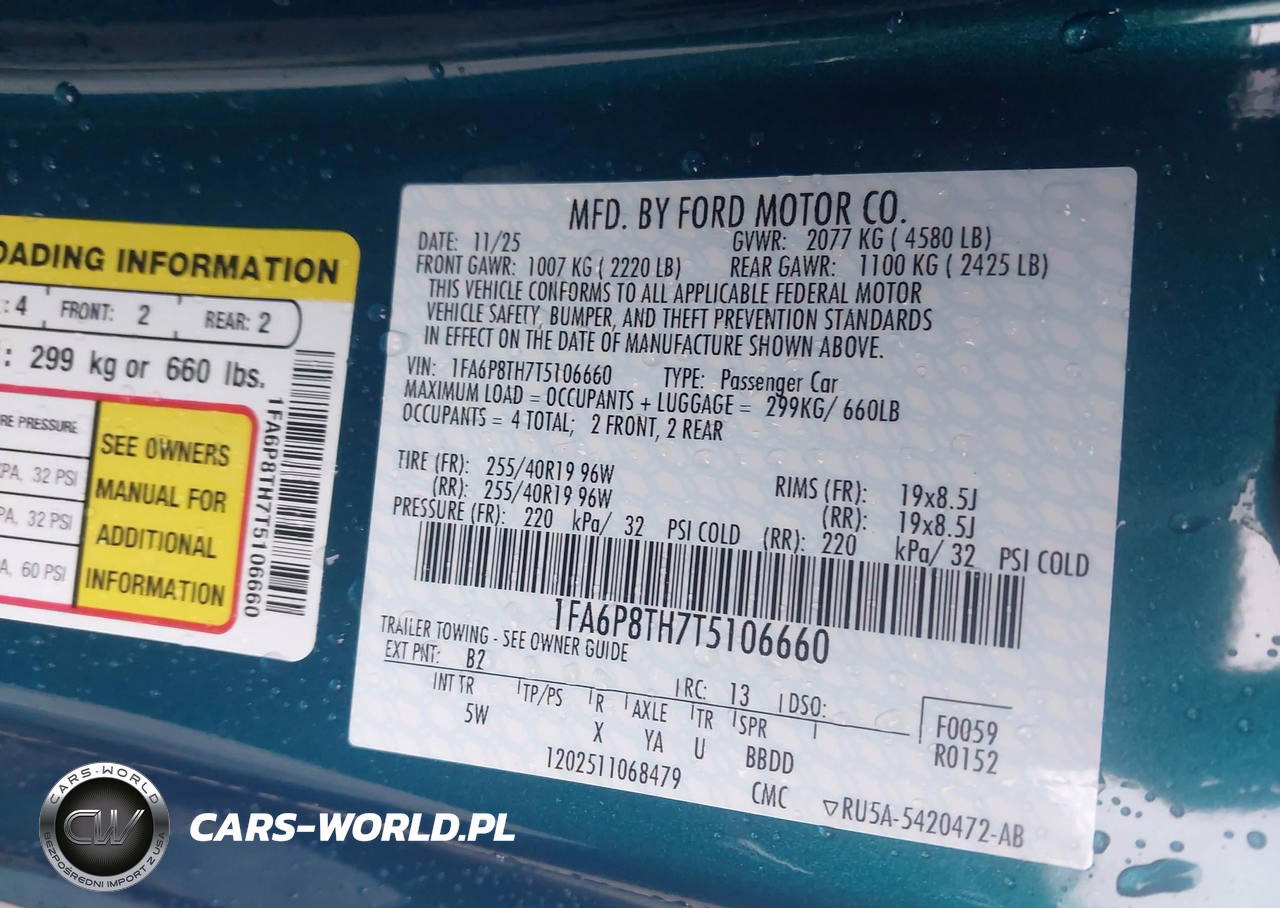 OADING INFORMATION
: 4 FRONT: 2 REAR: 2
: 299 kg or 660 lbs.
RE PRESSURE
PA, 32 PSI
PA, 32 PSI
A, 60 PSI
SEE OWNERS
MANUAL FOR
ADDITIONAL
INFORMATION
1FA6P8TH7T5106660
MFD. BY FORD MOTOR CO.
DATE: 11/25 GVWR: 2077 KG ( 4580 LB)
FRONT GAWR: 1007 KG ( 2220 LB) REAR GAWR: 1100 KG ( 2425 LB)
THIS VEHICLE CONFORMS TO ALL APPLICABLE FEDERAL MOTOR
VEHICLE SAFETY, BUMPER, AND THEFT PREVENTION STANDARDS
IN EFFECT ON THE DATE OF MANUFACTURE SHOWN ABOVE.
VIN: 1FA6P8TH7T5106660 TYPE: Passenger Car
MAXIMUM LOAD = OCCUPANTS + LUGGAGE = 299KG/ 660LB
OCCUPANTS = 4 TOTAL; 2 FRONT, 2 REAR
TIRE (FR): 255/40R19 96W RIMS (FR): 19x8.5J
(RR): 255/40R19 96W (RR): 19x8.5J
PRESSURE (FR): 220 kPa/ 32 PSI COLD (RR): 220 kPa/ 32 PSI COLD
1FA6P8TH7T5106660
TRAILER TOWING - SEE OWNER GUIDE
EXT PNT: B2 RC: 13 DSO:
INT TR TP/PS R AXLE TR SPR
5W X YA U BBDD
F0059
R0152
1202511068479 CMC ▽RU5A-5420472-AB
CARS-WORLD
CW
BEZPOŚREDNI IMPORT Z USA
CARS-WORLD.PL